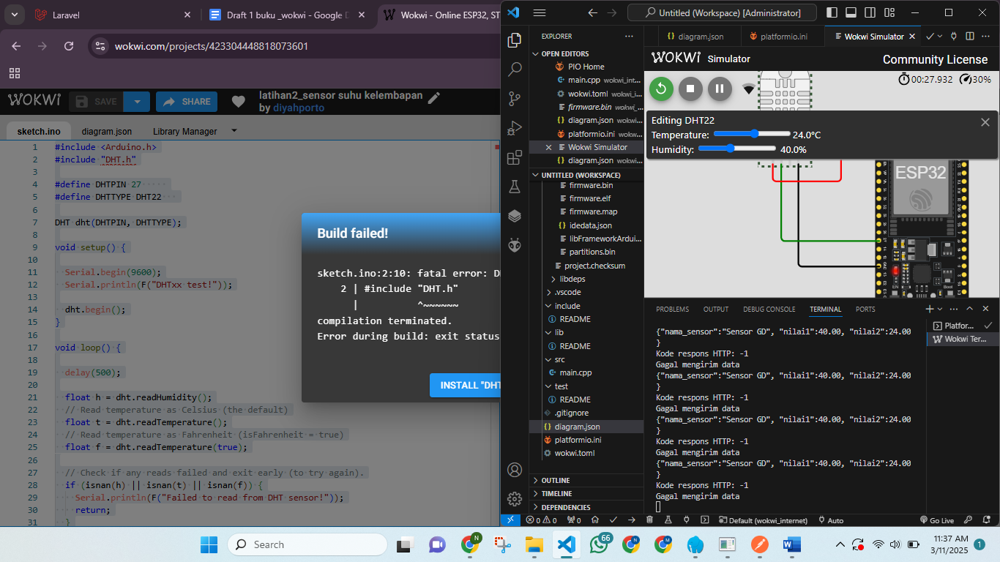 Laravel
Draft 1 buku _wokwi - Google D
Wokwi - Online ESP32, ST
wokwi.com/projects/423304448818073601
WOKWi
SAVE
SHARE
latihan2_sensor suhu kelembapan
by diyahporto
sketch.ino
diagram.json
Library Manager
1 #include <Arduino.h>
2 #include "DHT.h"
3
4 #define DHTPIN 27
5 #define DHTTYPE DHT22
6
7 DHT dht(DHTPIN, DHTTYPE);
8
9 void setup() {
10
11 Serial.begin(9600);
12 Serial.println(F("DHTxx test!"));
13
14 dht.begin();
15 }
16
17 void loop() {
18
19 delay(500);
20
21 float h = dht.readHumidity();
22 // Read temperature as Celsius (the default)
23 float t = dht.readTemperature();
24 // Read temperature as Fahrenheit (isFahrenheit = true)
25 float f = dht.readTemperature(true);
26
27 // Check if any reads failed and exit early (to try again).
28 if (isnan(h) || isnan(t) || isnan(f)) {
29 Serial.println(F("Failed to read from DHT sensor!"));
30 return;
31 }
Build failed!
sketch.ino:2:10: fatal error: D
2 | #include "DHT.h"
| ^~~~~~~
compilation terminated.
Error during build: exit status
INSTALL "DHT
Untitled (Workspace) [Administrator]
EXPLORER
OPEN EDITORS
PIO Home
main.cpp wokwi_int...
wokwi.toml wokwi_i...
firmware.bin wokwi_...
diagram.json wokwi...
platformio.ini wokw...
Wokwi Simulator
diagram.json wokwi...
UNTITLED (WORKSPACE)
firmware.bin
firmware.elf
firmware.map
idedata.json
libFrameworkArdui...
partitions.bin
project.checksum
libdeps
.vscode
include
README
lib
README
src
main.cpp
test
README
.gitignore
diagram.json
platformio.ini
wokwi.toml
OUTLINE
TIMELINE
DEPENDENCIES
diagram.json
platformio.ini
Wokwi Simulator
WOKWi Simulator
Community License
00:27.932
30%
Editing DHT22
Temperature: 24.0°C
Humidity: 40.0%
ESP32
EN
Boot
PROBLEMS
OUTPUT
DEBUG CONSOLE
TERMINAL
PORTS
{"nama_sensor":"Sensor GD", "nilai1":40.00, "nilai2":24.00
}
Kode respons HTTP: -1
Gagal mengirim data
{"nama_sensor":"Sensor GD", "nilai1":40.00, "nilai2":24.00
}
Kode respons HTTP: -1
Gagal mengirim data
{"nama_sensor":"Sensor GD", "nilai1":40.00, "nilai2":24.00
}
Kode respons HTTP: -1
Gagal mengirim data
{"nama_sensor":"Sensor GD", "nilai1":40.00, "nilai2":24.00
}
Kode respons HTTP: -1
Gagal mengirim data
Platfor...
Wokwi Ter...
0 0
0
Default (wokwi_internet)
Auto
Go Live
Search
66
11:37 AM
3/11/2025
1